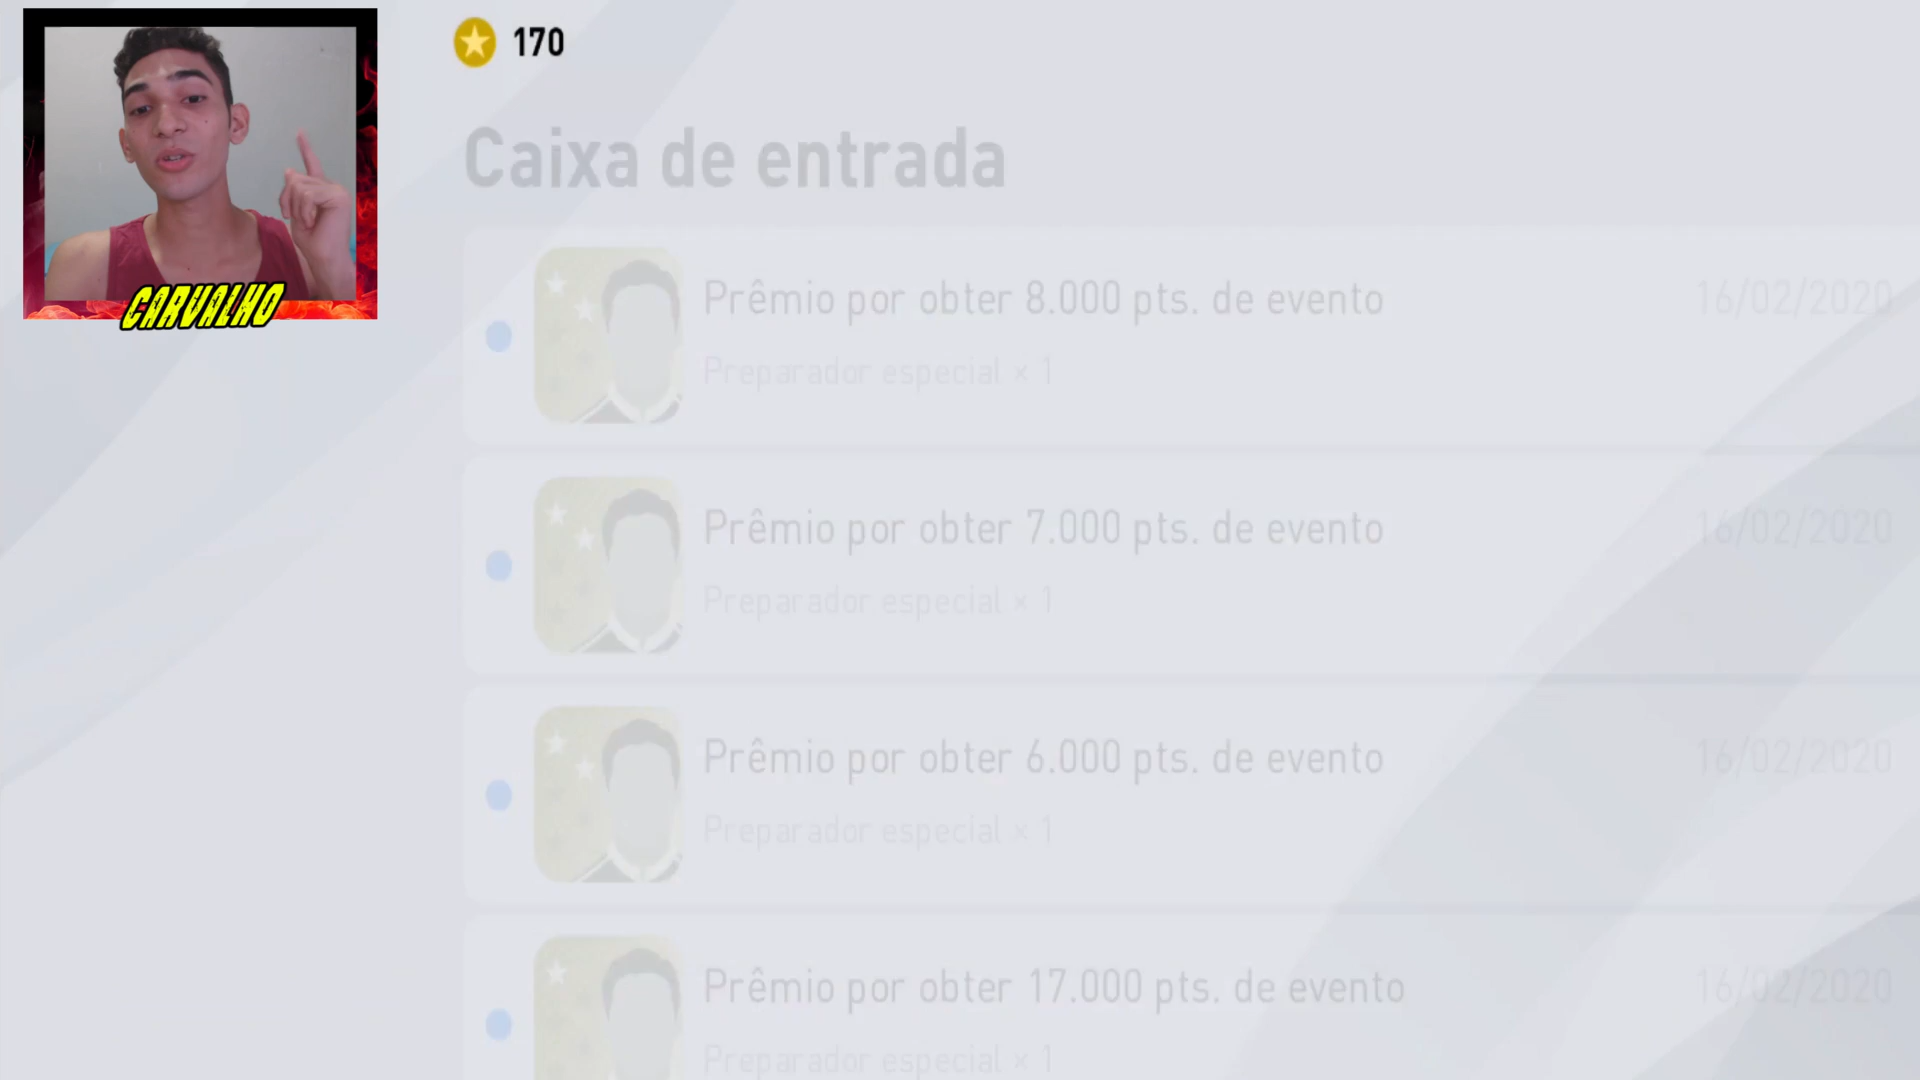 170
CARVALHO
Caixa de entrada
Prêmio por obter 8.000 pts. de evento
16/02/2020
Preparador especial × 1
Prêmio por obter 7.000 pts. de evento
16/02/2020
Preparador especial × 1
Prêmio por obter 6.000 pts. de evento
16/02/2020
Preparador especial × 1
Prêmio por obter 17.000 pts. de evento
16/02/2020
Preparador especial × 1